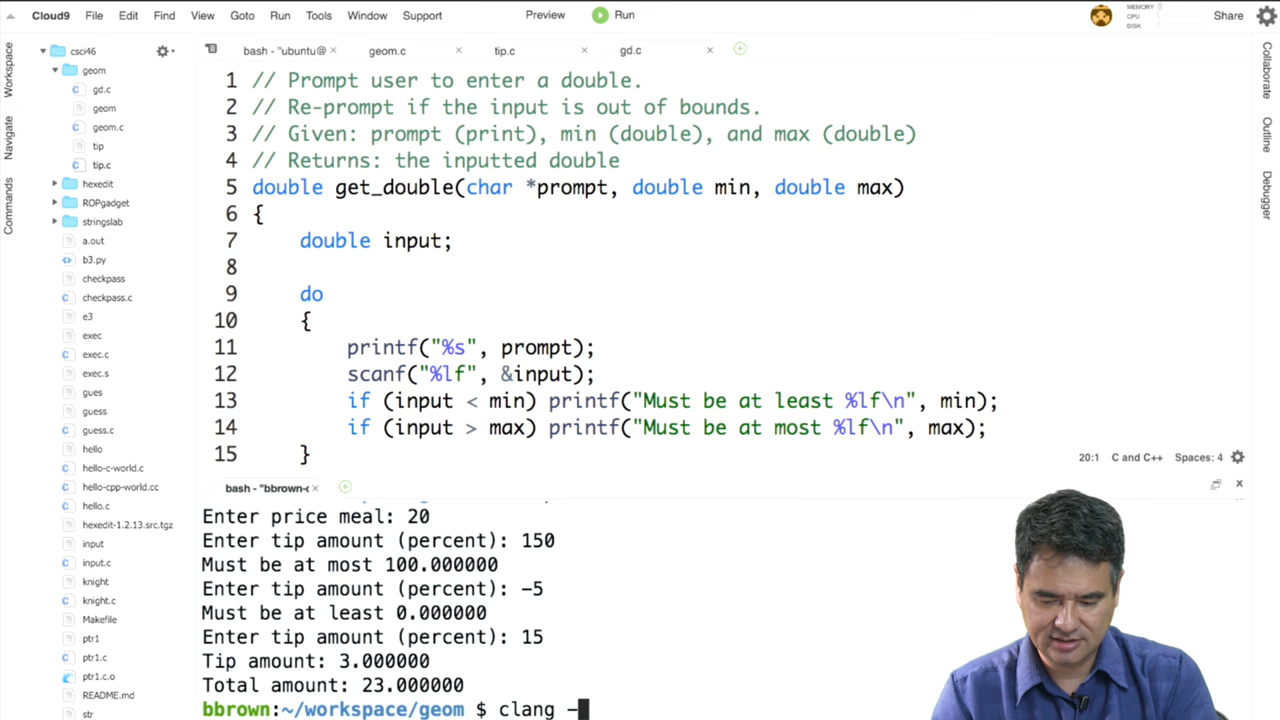 Cloud9 File Edit Find View Goto Run Tools Window Support Preview Run MEMORY CPU DISK Share
Workspace
Navigate
Commands
csci46
geom
gd.c
geom
geom.c
tip
tip.c
hexedit
ROPgadget
stringslab
a.out
b3.py
checkpass
checkpass.c
e3
exec
exec.c
exec.s
gues
guess
guess.c
hello
hello-c-world.c
hello-cpp-world.cc
hello.c
hexedit-1.2.13.src.tgz
input
input.c
knight
knight.c
Makefile
ptr1
ptr1.c
ptr1.c.o
README.md
str
bash - "ubuntu@ × geom.c × tip.c × gd.c ×
1 // Prompt user to enter a double.
2 // Re-prompt if the input is out of bounds.
3 // Given: prompt (print), min (double), and max (double)
4 // Returns: the inputted double
5 double get_double(char *prompt, double min, double max)
6 {
7 double input;
8
9 do
10 {
11 printf("%s", prompt);
12 scanf("%lf", &input);
13 if (input < min) printf("Must be at least %lf\n", min);
14 if (input > max) printf("Must be at most %lf\n", max);
15 }
20:1 C and C++ Spaces: 4
bash - "bbrown-c ×
Enter price meal: 20
Enter tip amount (percent): 150
Must be at most 100.000000
Enter tip amount (percent): -5
Must be at least 0.000000
Enter tip amount (percent): 15
Tip amount: 3.000000
Total amount: 23.000000
bbrown:~/workspace/geom $ clang -
Collaborate
Outline
Debugger